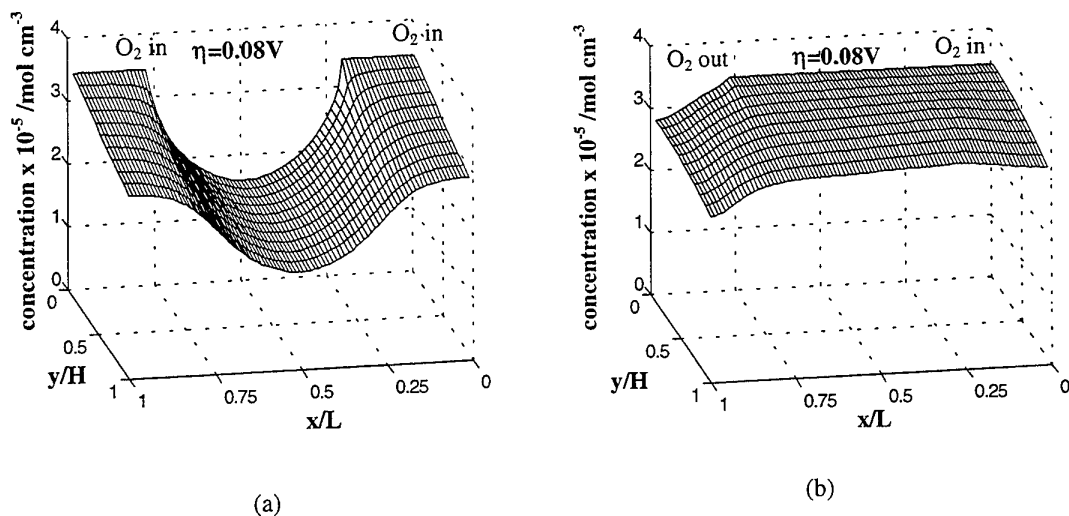 4
O₂ in
η=0.08V
O₂ in
3
2
1
0
concentration x 10⁻⁵ /mol cm⁻³
0
0.5
1
y/H
1
0.75
0.5
0.25
0
x/L
(a)
4
O₂ out
η=0.08V
O₂ in
3
2
1
0
concentration x 10⁻⁵ /mol cm⁻³
0
0.5
1
y/H
1
0.75
0.5
0.25
0
x/L
(b)